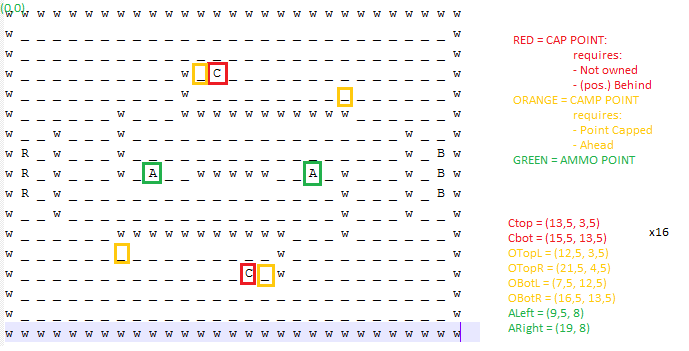 (0,0)
w w w w w w w w w w w w w w w w w w w w w w w w w w w w w
w _ _ _ _ _ _ _ _ _ _ _ _ _ _ _ _ _ _ _ _ _ _ _ _ _ _ _ w
w _ _ _ _ _ _ _ _ _ _ _ _ _ _ _ _ _ _ _ _ _ _ _ _ _ _ _ w
w _ _ _ _ _ _ _ _ _ _ w _ C _ _ _ _ _ _ _ _ _ _ _ _ _ _ w
w _ _ _ _ _ _ _ _ _ _ w _ _ _ _ _ _ _ _ _ _ _ _ _ _ _ _ w
w _ _ _ _ _ _ w _ _ _ w w w w w w w w w w w _ _ _ _ _ _ w
w _ _ w _ _ _ w _ _ _ _ _ _ _ _ _ _ _ _ _ _ _ _ _ w _ _ w
w R _ w _ _ _ w _ _ _ _ _ _ _ _ _ _ _ _ _ _ _ _ _ w _ B w
w R _ w _ _ _ _ _ A _ _ w w w w w _ _ A _ _ _ _ _ w _ B w
w R _ w _ _ _ _ _ _ _ _ _ _ _ _ _ _ _ _ _ w _ _ _ w _ B w
w _ _ w _ _ _ _ _ _ _ _ _ _ _ _ _ _ _ _ _ w _ _ _ w _ _ w
w _ _ _ _ _ _ w w w w w w w w w w w _ _ _ w _ _ _ _ _ _ w
w _ _ _ _ _ _ _ _ _ _ _ _ _ _ _ _ w _ _ _ _ _ _ _ _ _ _ w
w _ _ _ _ _ _ _ _ _ _ _ _ _ _ C _ w _ _ _ _ _ _ _ _ _ _ w
w _ _ _ _ _ _ _ _ _ _ _ _ _ _ _ _ _ _ _ _ _ _ _ _ _ _ _ w
w _ _ _ _ _ _ _ _ _ _ _ _ _ _ _ _ _ _ _ _ _ _ _ _ _ _ _ w
w w w w w w w w w w w w w w w w w w w w w w w w w w w w w
RED = CAP POINT:
requires:
- Not owned
- (pos.) Behind
ORANGE = CAMP POINT
requires:
- Point Capped
- Ahead
GREEN = AMMO POINT
Ctop = (13,5, 3,5)
Cbot = (15,5, 13,5)
x16
OTopL = (12,5, 3,5)
OTopR = (21,5, 4,5)
OBotL = (7,5, 12,5)
OBotR = (16,5, 13,5)
ALeft = (9,5, 8)
ARight = (19, 8)